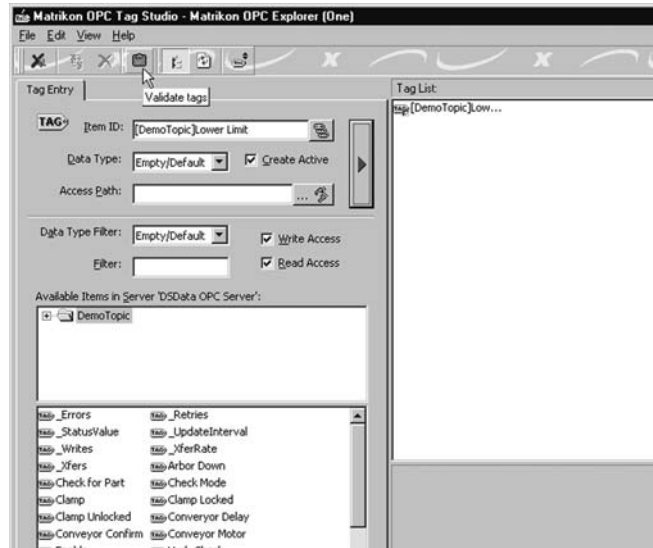 Matrikon OPC Tag Studio - Matrikon OPC Explorer (One)
File Edit View Help
Validate tags
Tag Entry
Tag List:
TAG Item ID: [DemoTopic]Lower Limit
[DemoTopic]Low...
Data Type: Empty/Default Create Active
Access Path: ...
Data Type Filter: Empty/Default Write Access
Filter: Read Access
Available Items in Server 'DSData OPC Server':
DemoTopic
_Errors _Retries
_StatusValue _UpdateInterval
_Writes _XferRate
_Xfers Arbor Down
Check for Part Check Mode
Clamp Clamp Locked
Clamp Unlocked Converyor Delay
Conveyor Confirm Conveyor Motor